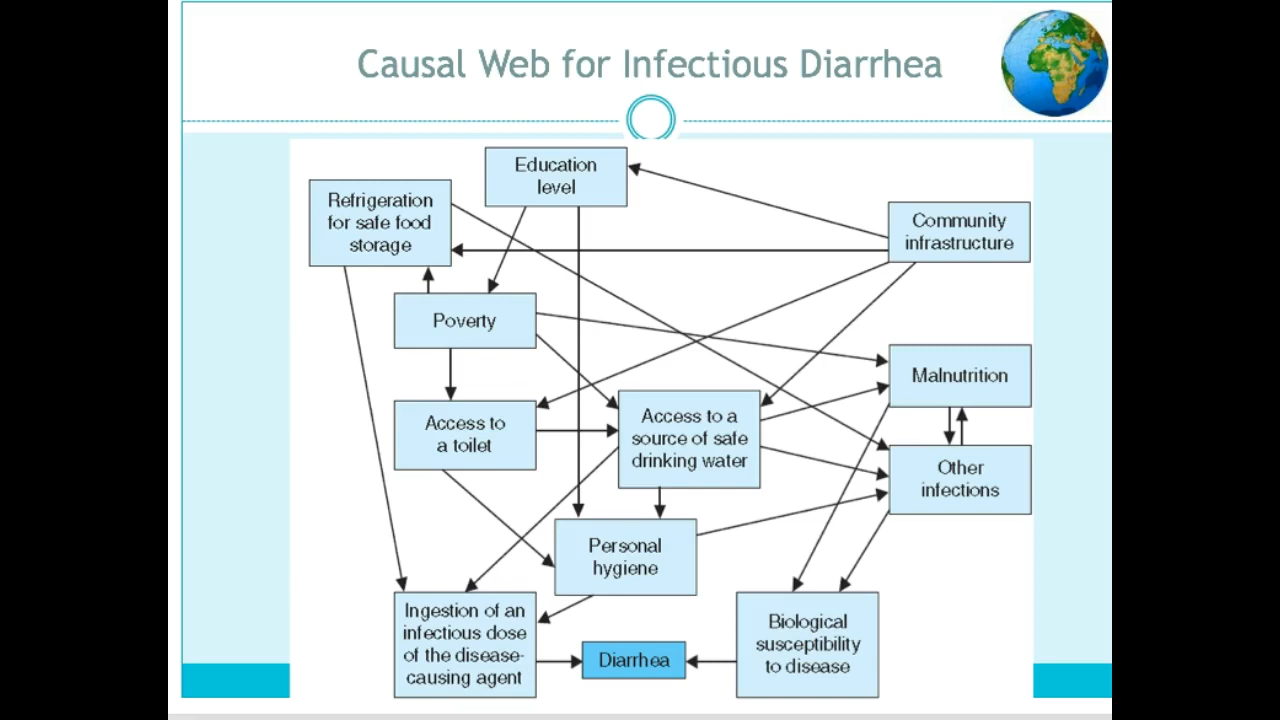 Causal Web for Infectious Diarrhea
Education
level
Refrigeration
for safe food
storage
Community
infrastructure
Poverty
Malnutrition
Access to
a toilet
Access to a
source of safe
drinking water
Other
infections
Personal
hygiene
Ingestion of an
infectious dose
of the disease-
causing agent
Diarrhea
Biological
susceptibility
to disease